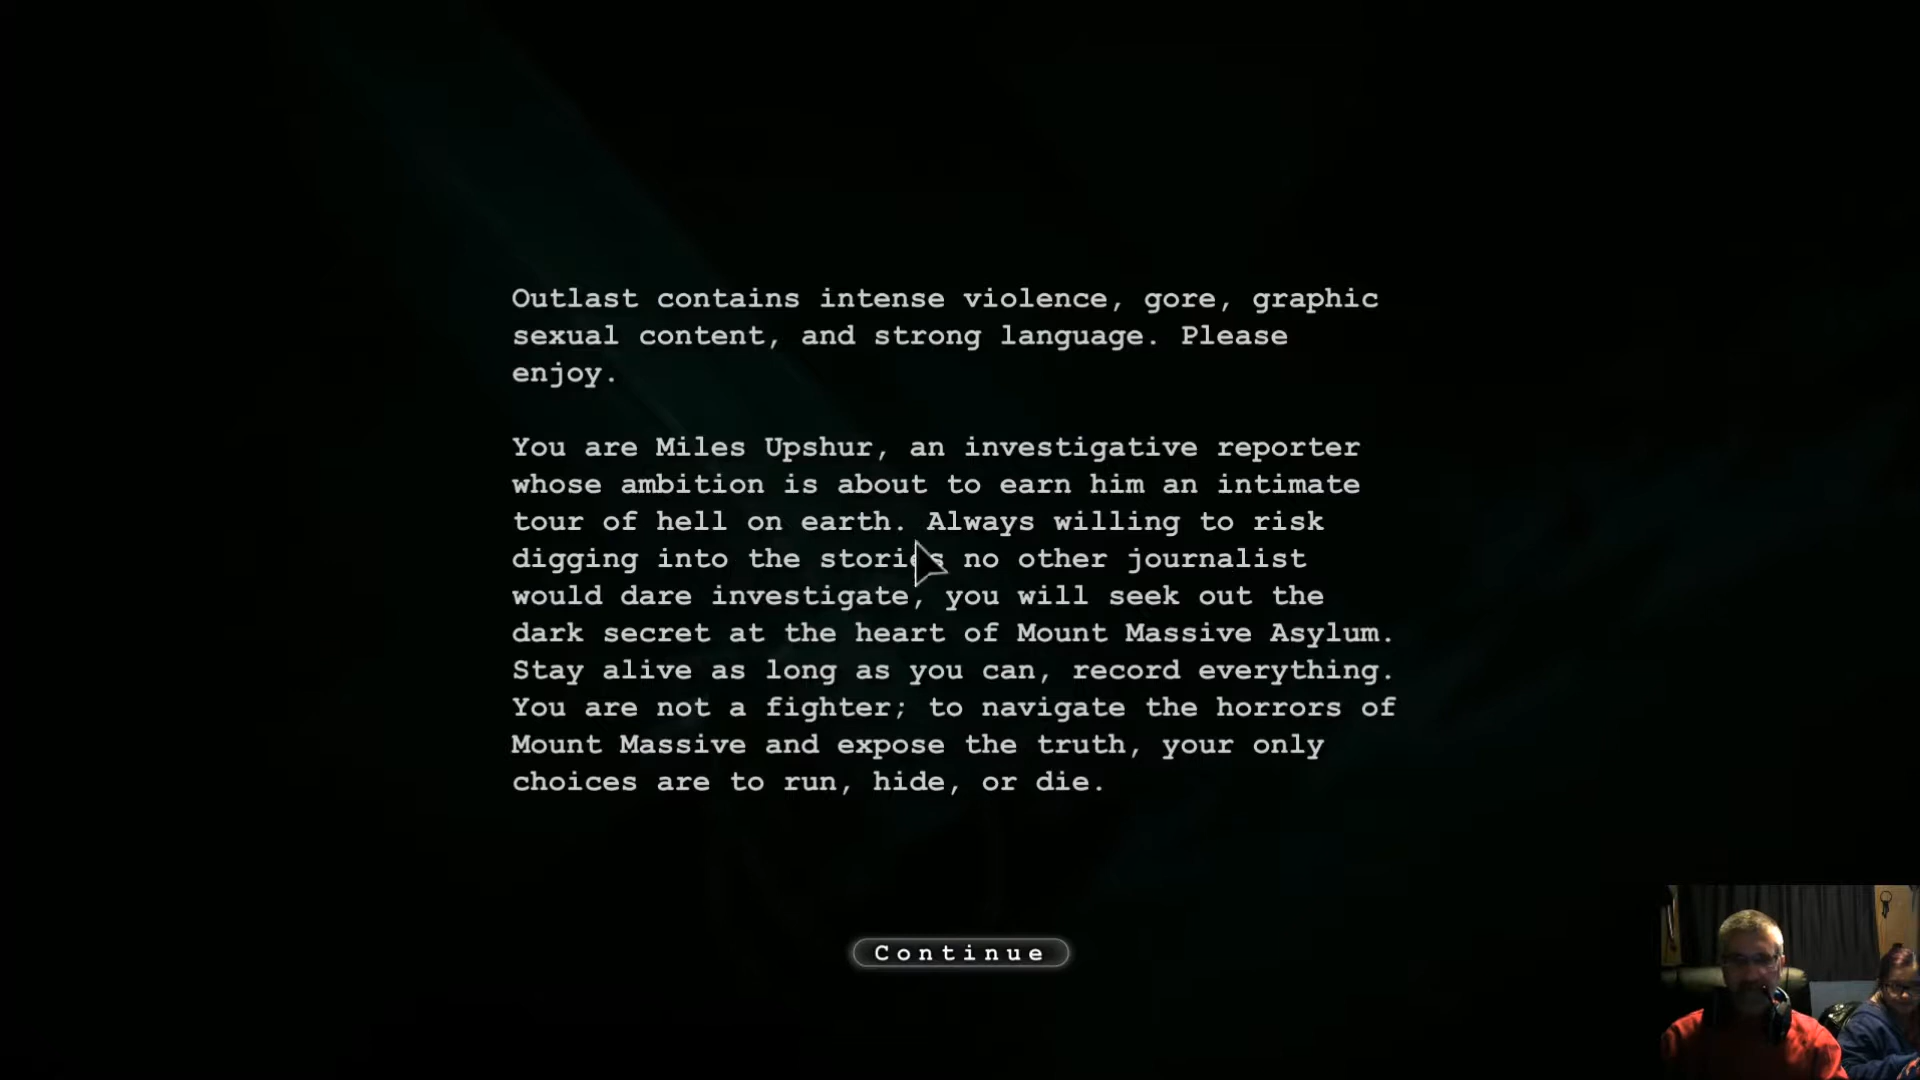 Outlast contains intense violence, gore, graphic
sexual content, and strong language. Please
enjoy.
You are Miles Upshur, an investigative reporter
whose ambition is about to earn him an intimate
tour of hell on earth. Always willing to risk
digging into the stories no other journalist
would dare investigate, you will seek out the
dark secret at the heart of Mount Massive Asylum.
Stay alive as long as you can, record everything.
You are not a fighter; to navigate the horrors of
Mount Massive and expose the truth, your only
choices are to run, hide, or die.
Continue